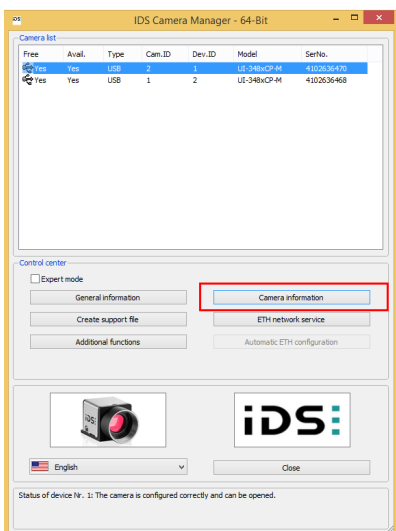 IDS Camera Manager - 64-Bit
Camera list
Free Avail. Type Cam.ID Dev.ID Model SerNo.
Yes Yes USB 2 1 UI-348xCP-M 4102636470
Yes Yes USB 1 2 UI-348xCP-M 4102636468
Control center
Expert mode
General information Camera information
Create support file ETH network service
Additional functions Automatic ETH configuration
iDS: iDS
English Close
Status of device Nr. 1: The camera is configured correctly and can be opened.